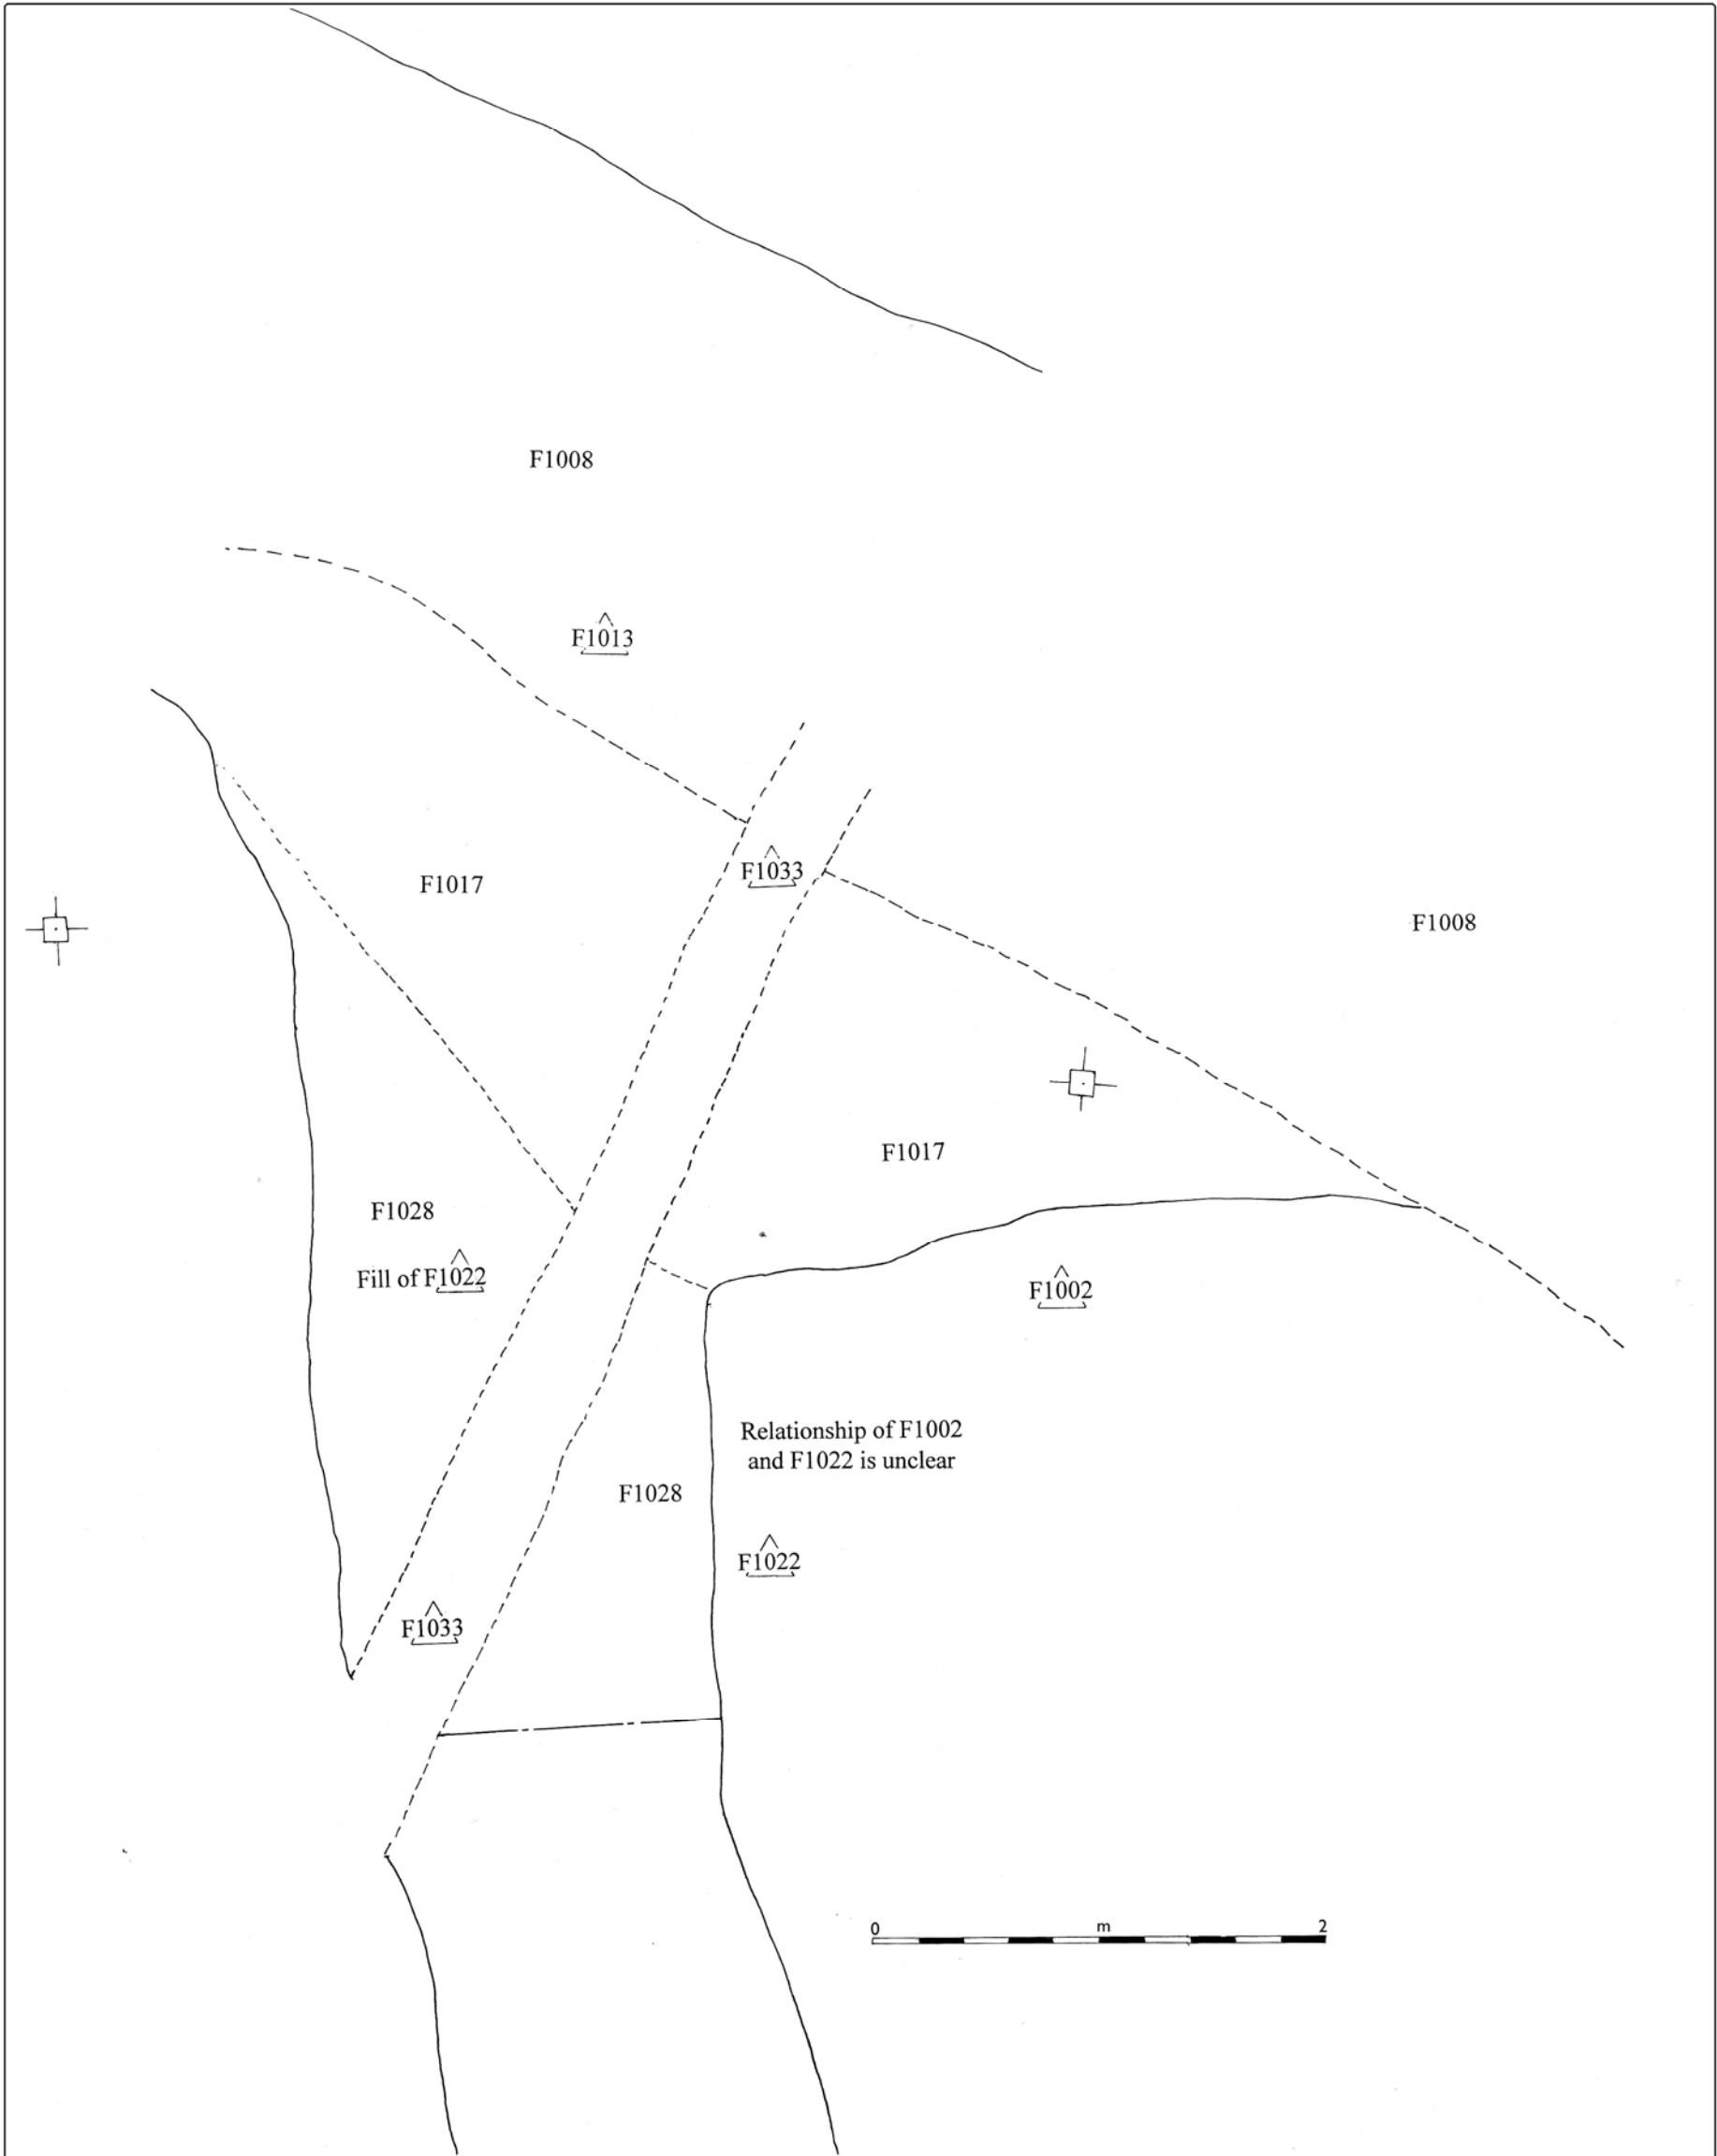 F1008
F1013
F1033
F1017
F1008
F1017
F1028
Fill of F1022
F1002
Relationship of F1002
and F1022 is unclear
F1028
F1022
F1033
0 m 2